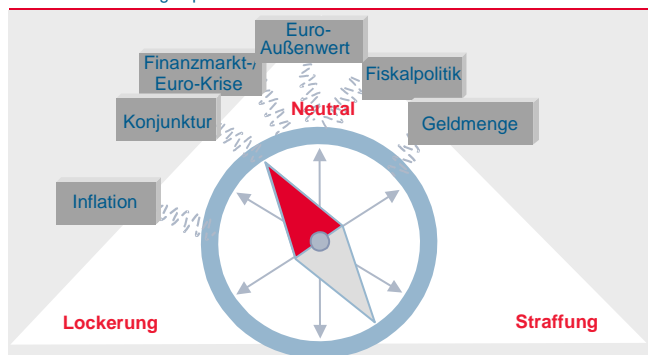 Euro-
Außenwert
Finanzmarkt-/
Euro-Krise
Fiskalpolitik
Konjunktur
Neutral
Geldmenge
Inflation
Lockerung
Straffung